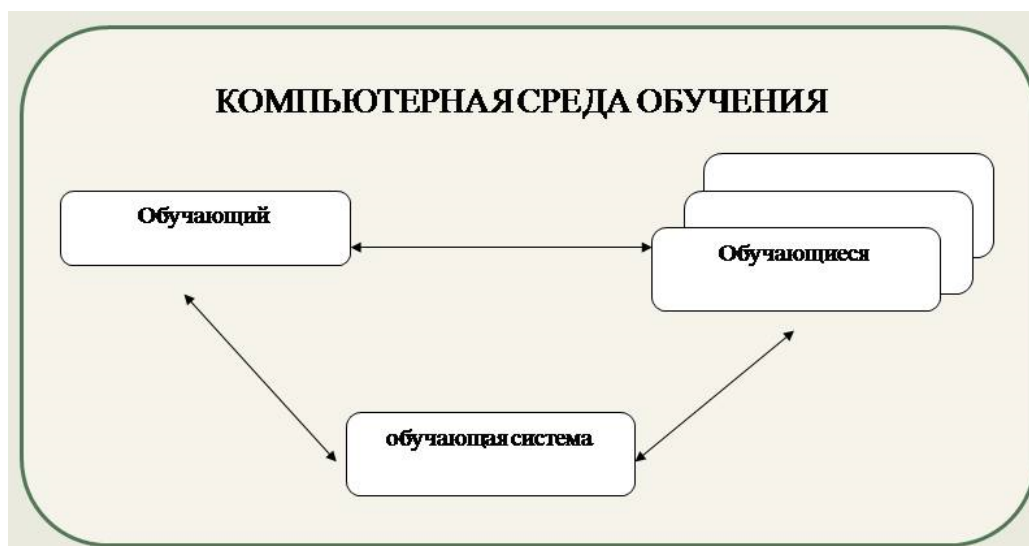 КОМПЬЮТЕРНАЯ СРЕДА ОБУЧЕНИЯ
Обучающий
Обучающиеся
обучающая система